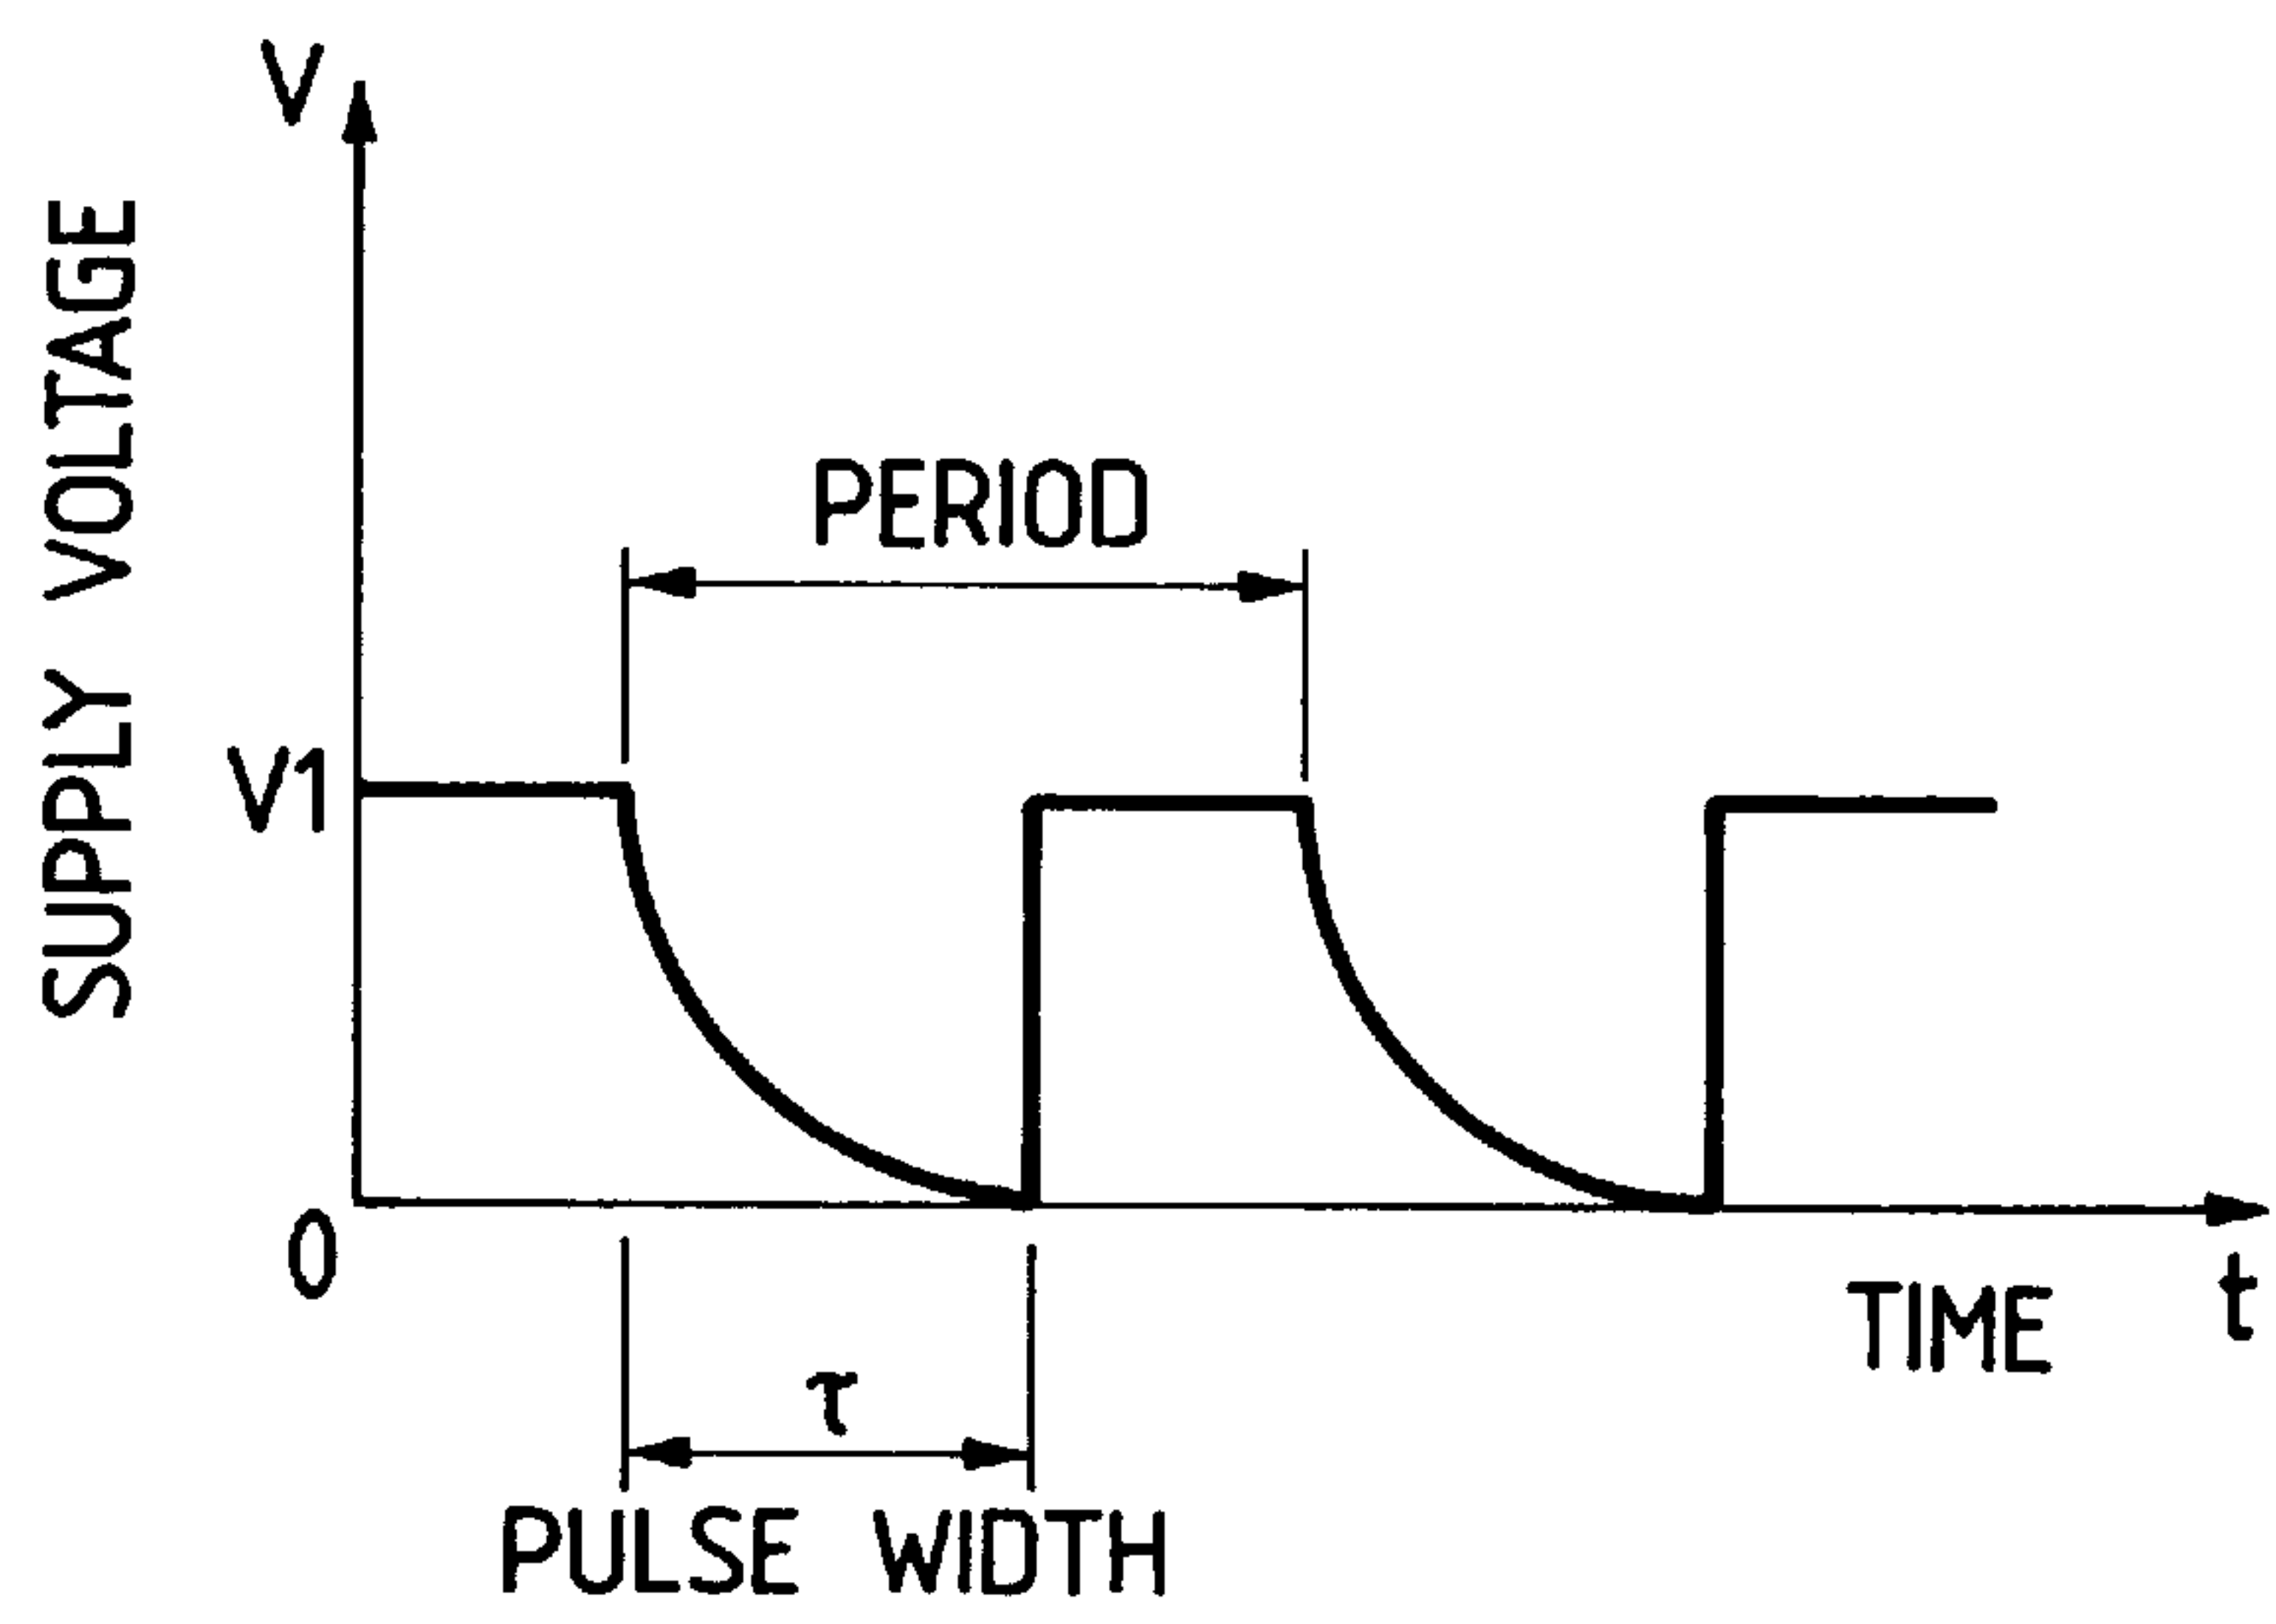 V
SUPPLY VOLTAGE
PERIOD
V1
0
TIME
t
τ
PULSE WIDTH